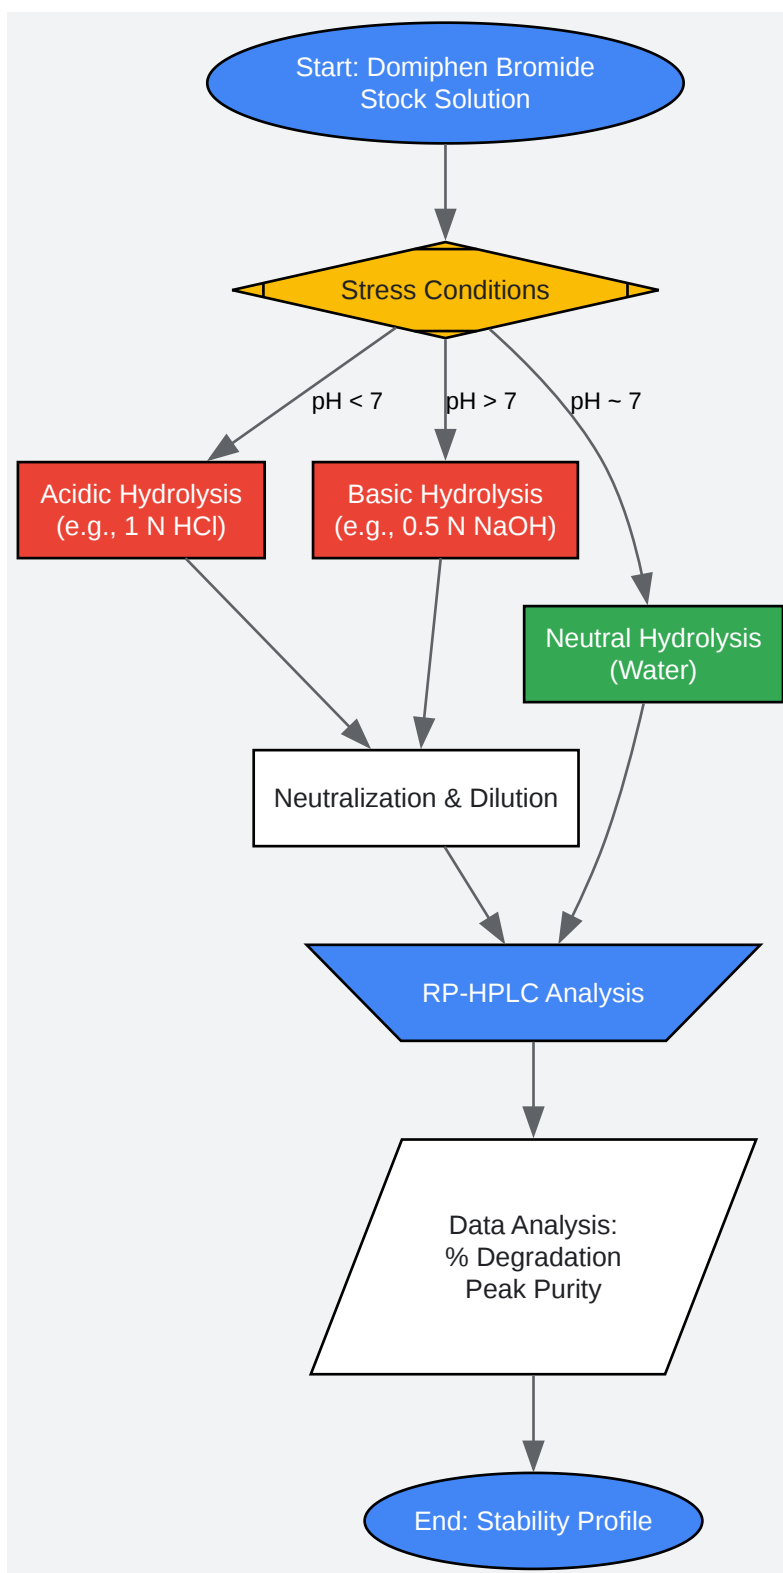 Start: Domiphen Bromide
Stock Solution
Stress Conditions
pH < 7
pH > 7
pH ~ 7
Acidic Hydrolysis
(e.g., 1 N HCl)
Basic Hydrolysis
(e.g., 0.5 N NaOH)
Neutral Hydrolysis
(Water)
Neutralization & Dilution
RP-HPLC Analysis
Data Analysis:
% Degradation
Peak Purity
End: Stability Profile